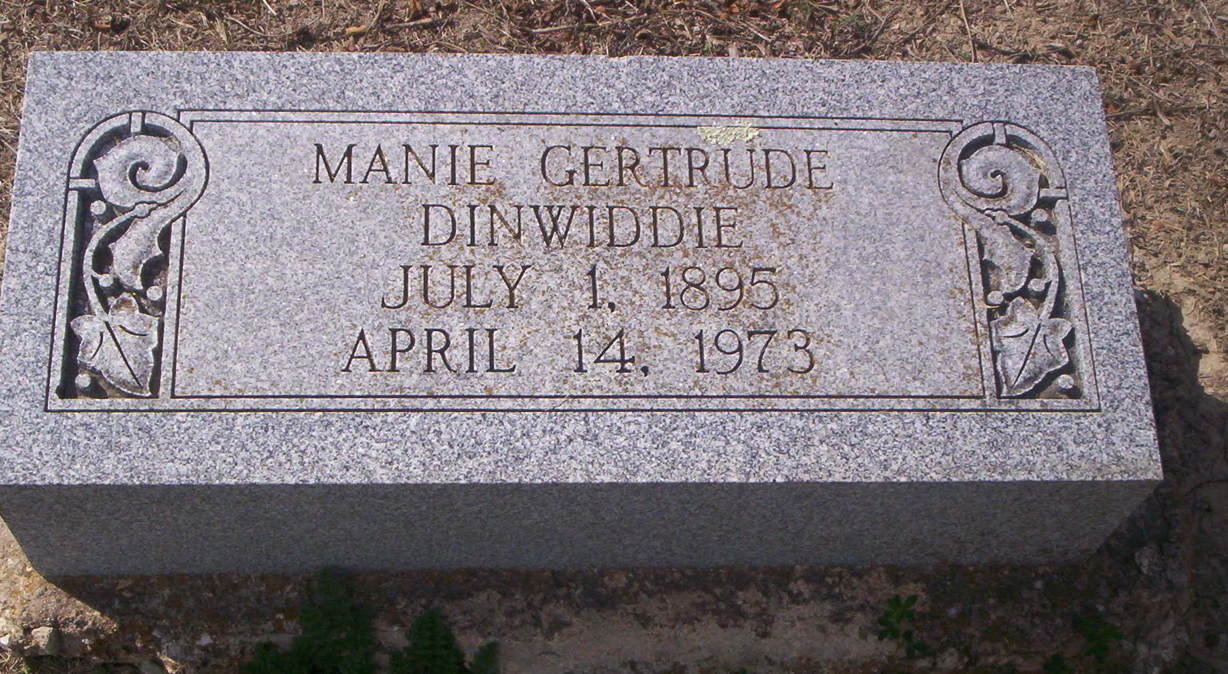 MANIE GERTRUDE
DINWIDDIE
JULY 1, 1895
APRIL 14, 1973